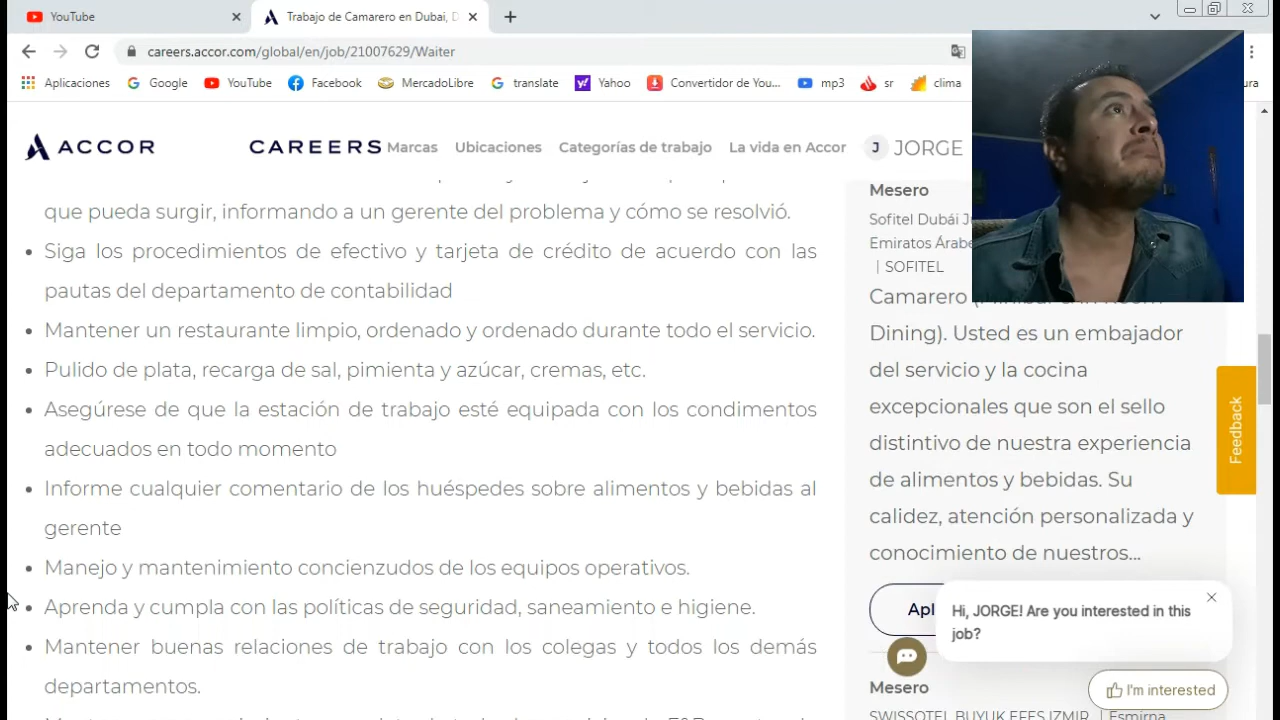 YouTube
Trabajo de Camarero en Dubai, D
careers.accor.com/global/en/job/21007629/Waiter
Aplicaciones
Google
YouTube
Facebook
MercadoLibre
translate
Yahoo
Convertidor de You...
mp3
sr
clima
ACCOR
CAREERS
Marcas
Ubicaciones
Categorías de trabajo
La vida en Accor
J JORGE
que pueda surgir, informando a un gerente del problema y cómo se resolvió.
Siga los procedimientos de efectivo y tarjeta de crédito de acuerdo con las
pautas del departamento de contabilidad
Mantener un restaurante limpio, ordenado y ordenado durante todo el servicio.
Pulido de plata, recarga de sal, pimienta y azúcar, cremas, etc.
Asegúrese de que la estación de trabajo esté equipada con los condimentos
adecuados en todo momento
Informe cualquier comentario de los huéspedes sobre alimentos y bebidas al
gerente
Manejo y mantenimiento concienzudos de los equipos operativos.
Aprenda y cumpla con las políticas de seguridad, saneamiento e higiene.
Mantener buenas relaciones de trabajo con los colegas y todos los demás
departamentos.
Mesero
Sofitel Dubái
Emiratos
| SOFITEL
Camarero
Dining). Usted es un embajador
del servicio y la cocina
excepcionales que son el sello
distintivo de nuestra experiencia
de alimentos y bebidas. Su
calidez, atención personalizada y
conocimiento de nuestros...
Apl
Feedback
Hi, JORGE! Are you interested in this
job?
I'm interested
Mesero
SWISSOTEL BUYUK EFES IZMIR | Esmirna